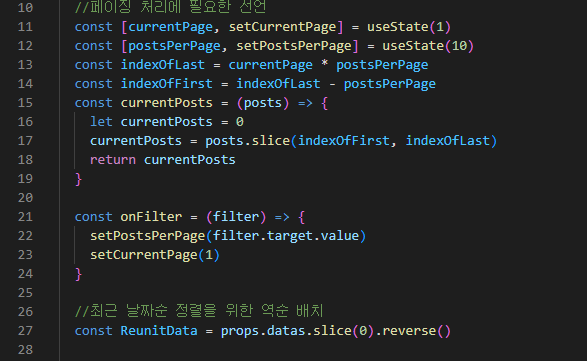 10 //페이징 처리에 필요한 선언
11 const [currentPage, setCurrentPage] = useState(1)
12 const [postsPerPage, setPostsPerPage] = useState(10)
13 const indexOfLast = currentPage * postsPerPage
14 const indexOfFirst = indexOfLast - postsPerPage
15 const currentPosts = (posts) => {
16 let currentPosts = 0
17 currentPosts = posts.slice(indexOfFirst, indexOfLast)
18 return currentPosts
19 }
20
21 const onFilter = (filter) => {
22 setPostsPerPage(filter.target.value)
23 setCurrentPage(1)
24 }
25
26 //최근 날짜순 정렬을 위한 역순 배치
27 const ReunitData = props.datas.slice(0).reverse()
28